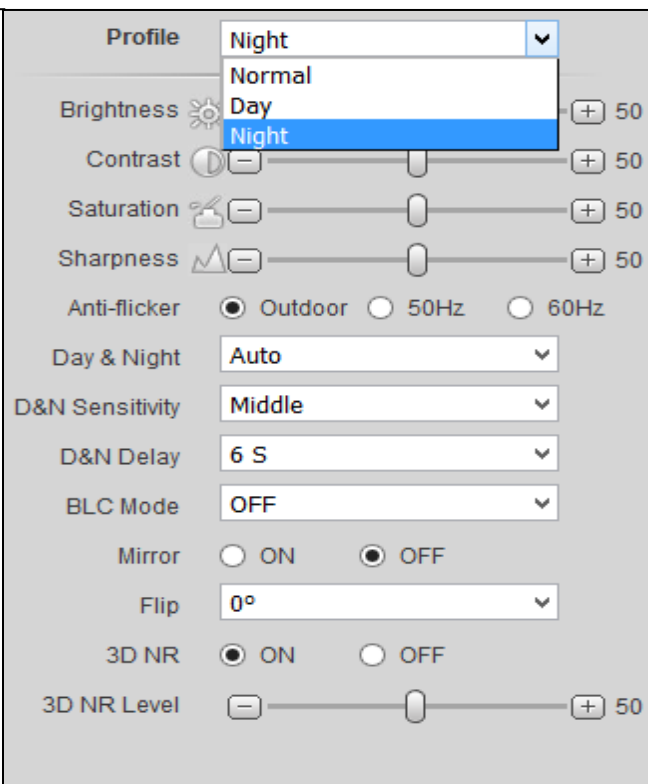 Profile Night
Normal
Day
Night
Brightness 50
Contrast 50
Saturation 50
Sharpness 50
Anti-flicker Outdoor 50Hz 60Hz
Day & Night Auto
D&N Sensitivity Middle
D&N Delay 6 S
BLC Mode OFF
Mirror ON OFF
Flip 0º
3D NR ON OFF
3D NR Level 50